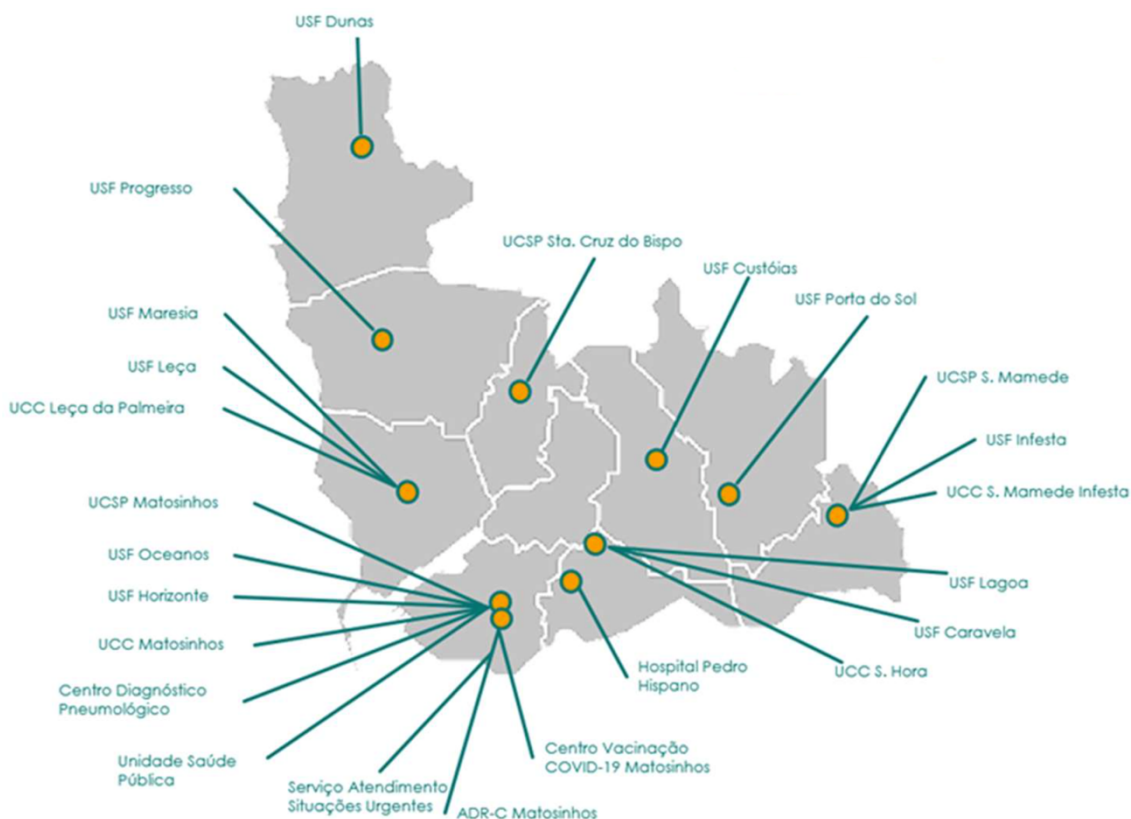 USF Dunas
USF Progresso
UCSP Sta. Cruz do Bispo
USF Custóias
USF Porta do Sol
USF Maresia
USF Leça
UCC Leça da Palmeira
UCSP S. Mamede
USF Infesta
UCC S. Mamede Infesta
UCSP Matosinhos
USF Oceanos
USF Horizonte
UCC Matosinhos
Centro Diagnóstico
Pneumológico
Unidade Saúde
Pública
Serviço Atendimento
Situações Urgentes
ADR-C Matosinhos
Centro Vacinação
COVID-19 Matosinhos
Hospital Pedro
Hispano
UCC S. Hora
USF Caravela
USF Lagoa